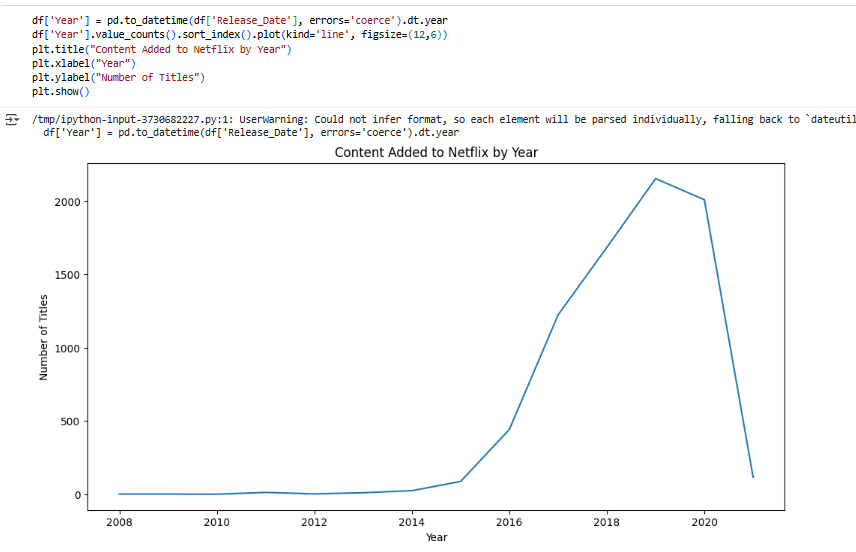 df['Year'] = pd.to_datetime(df['Release_Date'], errors='coerce').dt.year
df['Year'].value_counts().sort_index().plot(kind='line', figsize=(12,6))
plt.title("Content Added to Netflix by Year")
plt.xlabel("Year")
plt.ylabel("Number of Titles")
plt.show()
/tmp/ipython-input-3730682227.py:1: UserWarning: Could not infer format, so each element will be parsed individually, falling back to `dateutil
df['Year'] = pd.to_datetime(df['Release_Date'], errors='coerce').dt.year
Content Added to Netflix by Year
2000
1500
1000
500
0
Number of Titles
2008 2010 2012 2014 2016 2018 2020
Year